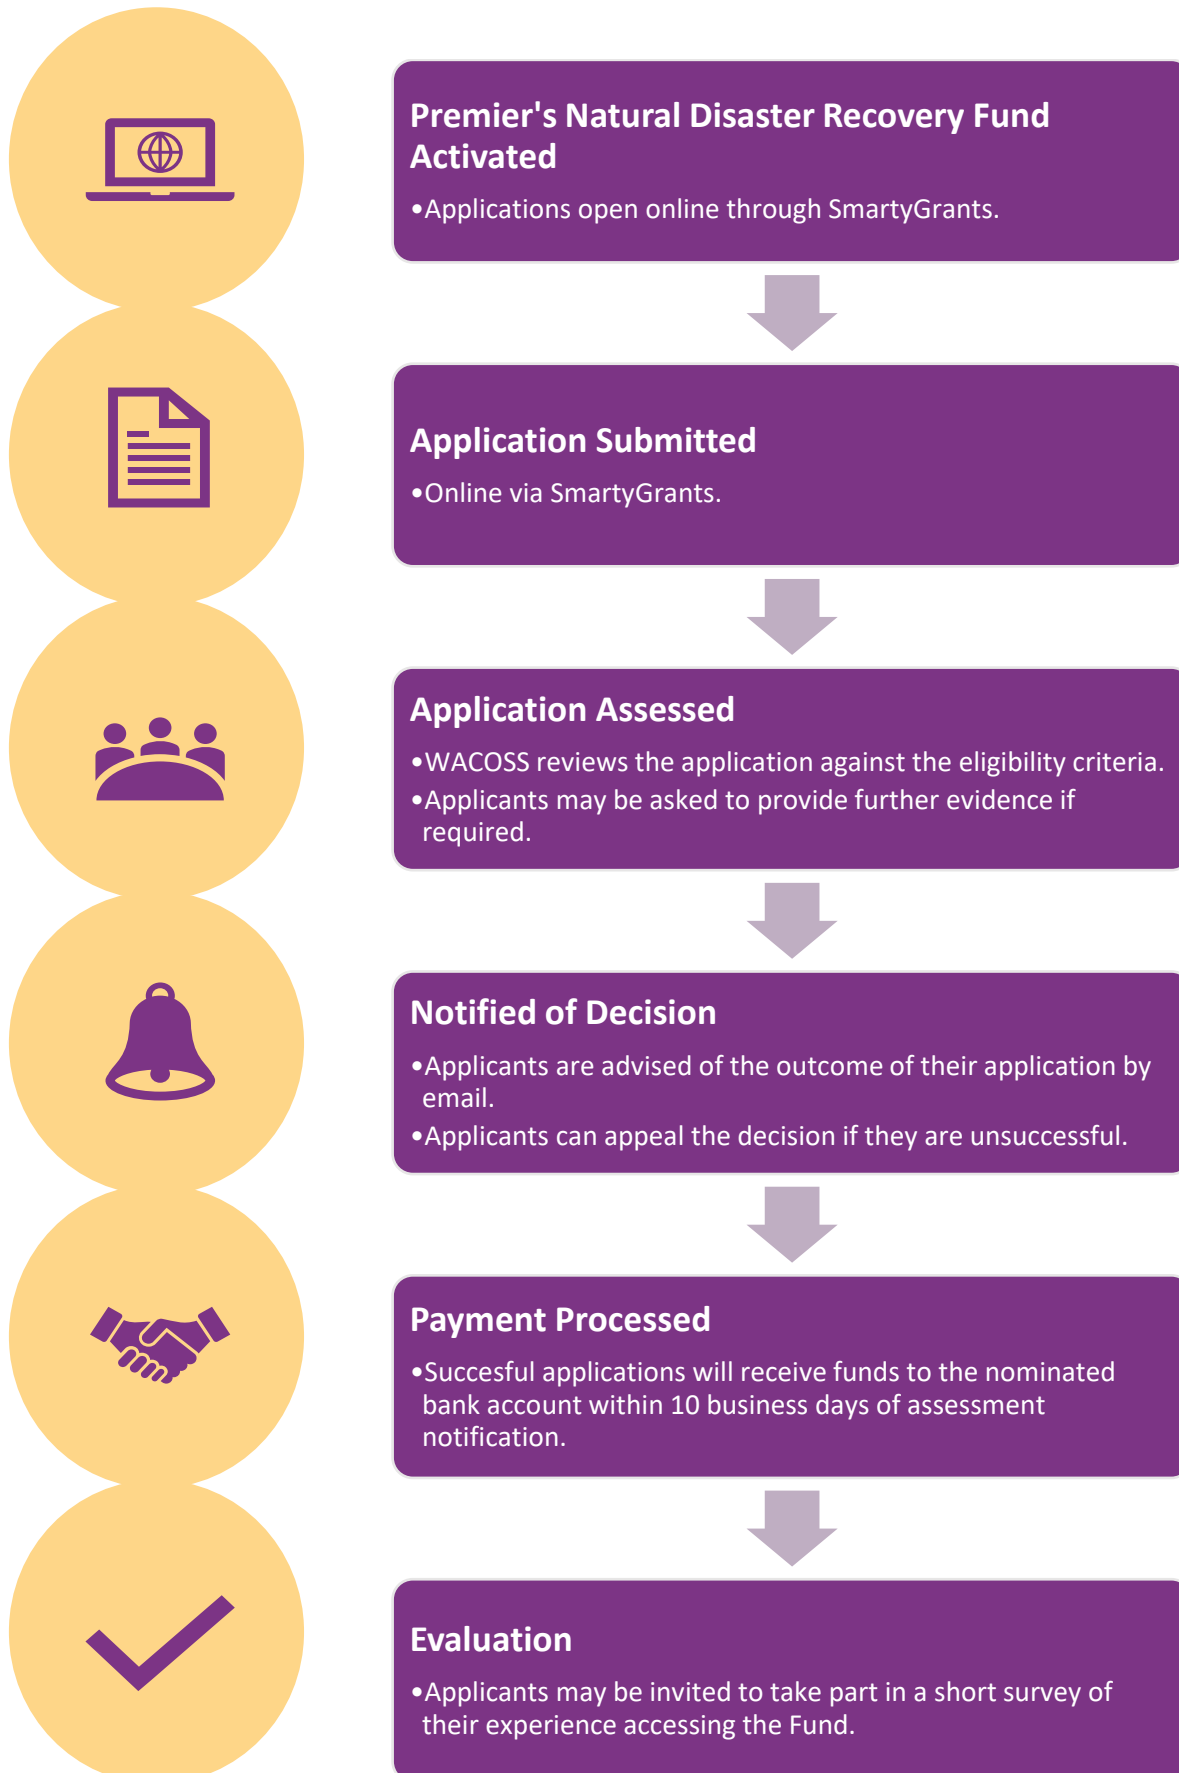 Premier's Natural Disaster Recovery Fund
Activated
•Applications open online through SmartyGrants.
Application Submitted
•Online via SmartyGrants.
Application Assessed
•WACOSS reviews the application against the eligibility criteria.
•Applicants may be asked to provide further evidence if
required.
Notified of Decision
•Applicants are advised of the outcome of their application by
email.
•Applicants can appeal the decision if they are unsuccessful.
Payment Processed
•Succesful applications will receive funds to the nominated
bank account within 10 business days of assessment
notification.
Evaluation
•Applicants may be invited to take part in a short survey of
their experience accessing the Fund.